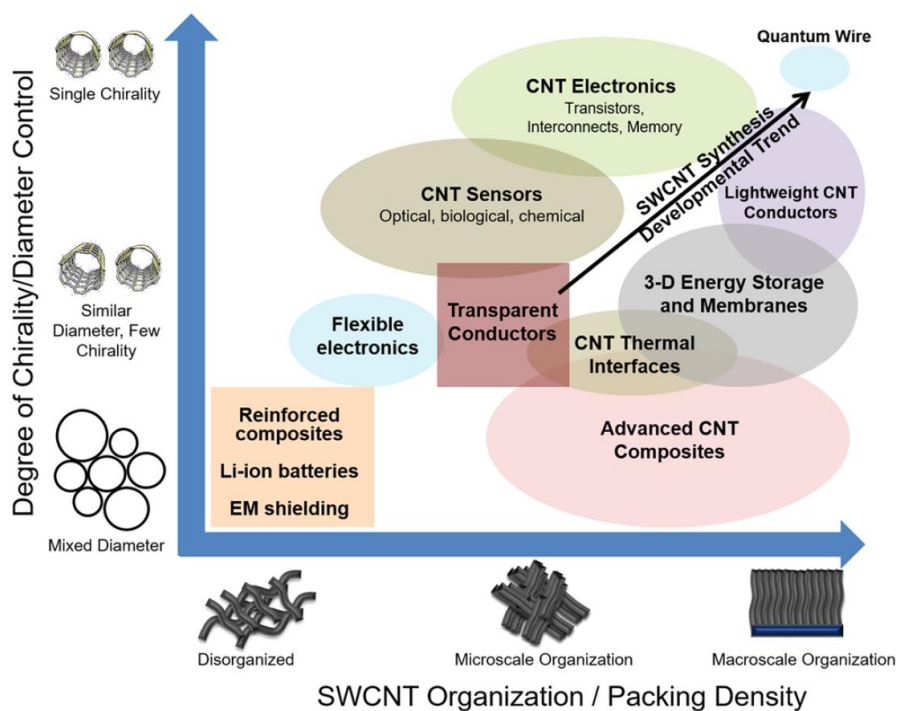 Degree of Chirality/Diameter Control
Single Chirality
Similar
Diameter, Few
Chirality
Mixed Diameter
Quantum Wire
CNT Electronics
Transistors,
Interconnects, Memory
SWCNT Synthesis
Developmental Trend
CNT Sensors
Optical, biological, chemical
Lightweight CNT
Conductors
3-D Energy Storage
and Membranes
Transparent
Conductors
Flexible
electronics
CNT Thermal
Interfaces
Reinforced
composites
Li-ion batteries
EM shielding
Advanced CNT
Composites
Disorganized
Microscale Organization
Macroscale Organization
SWCNT Organization / Packing Density